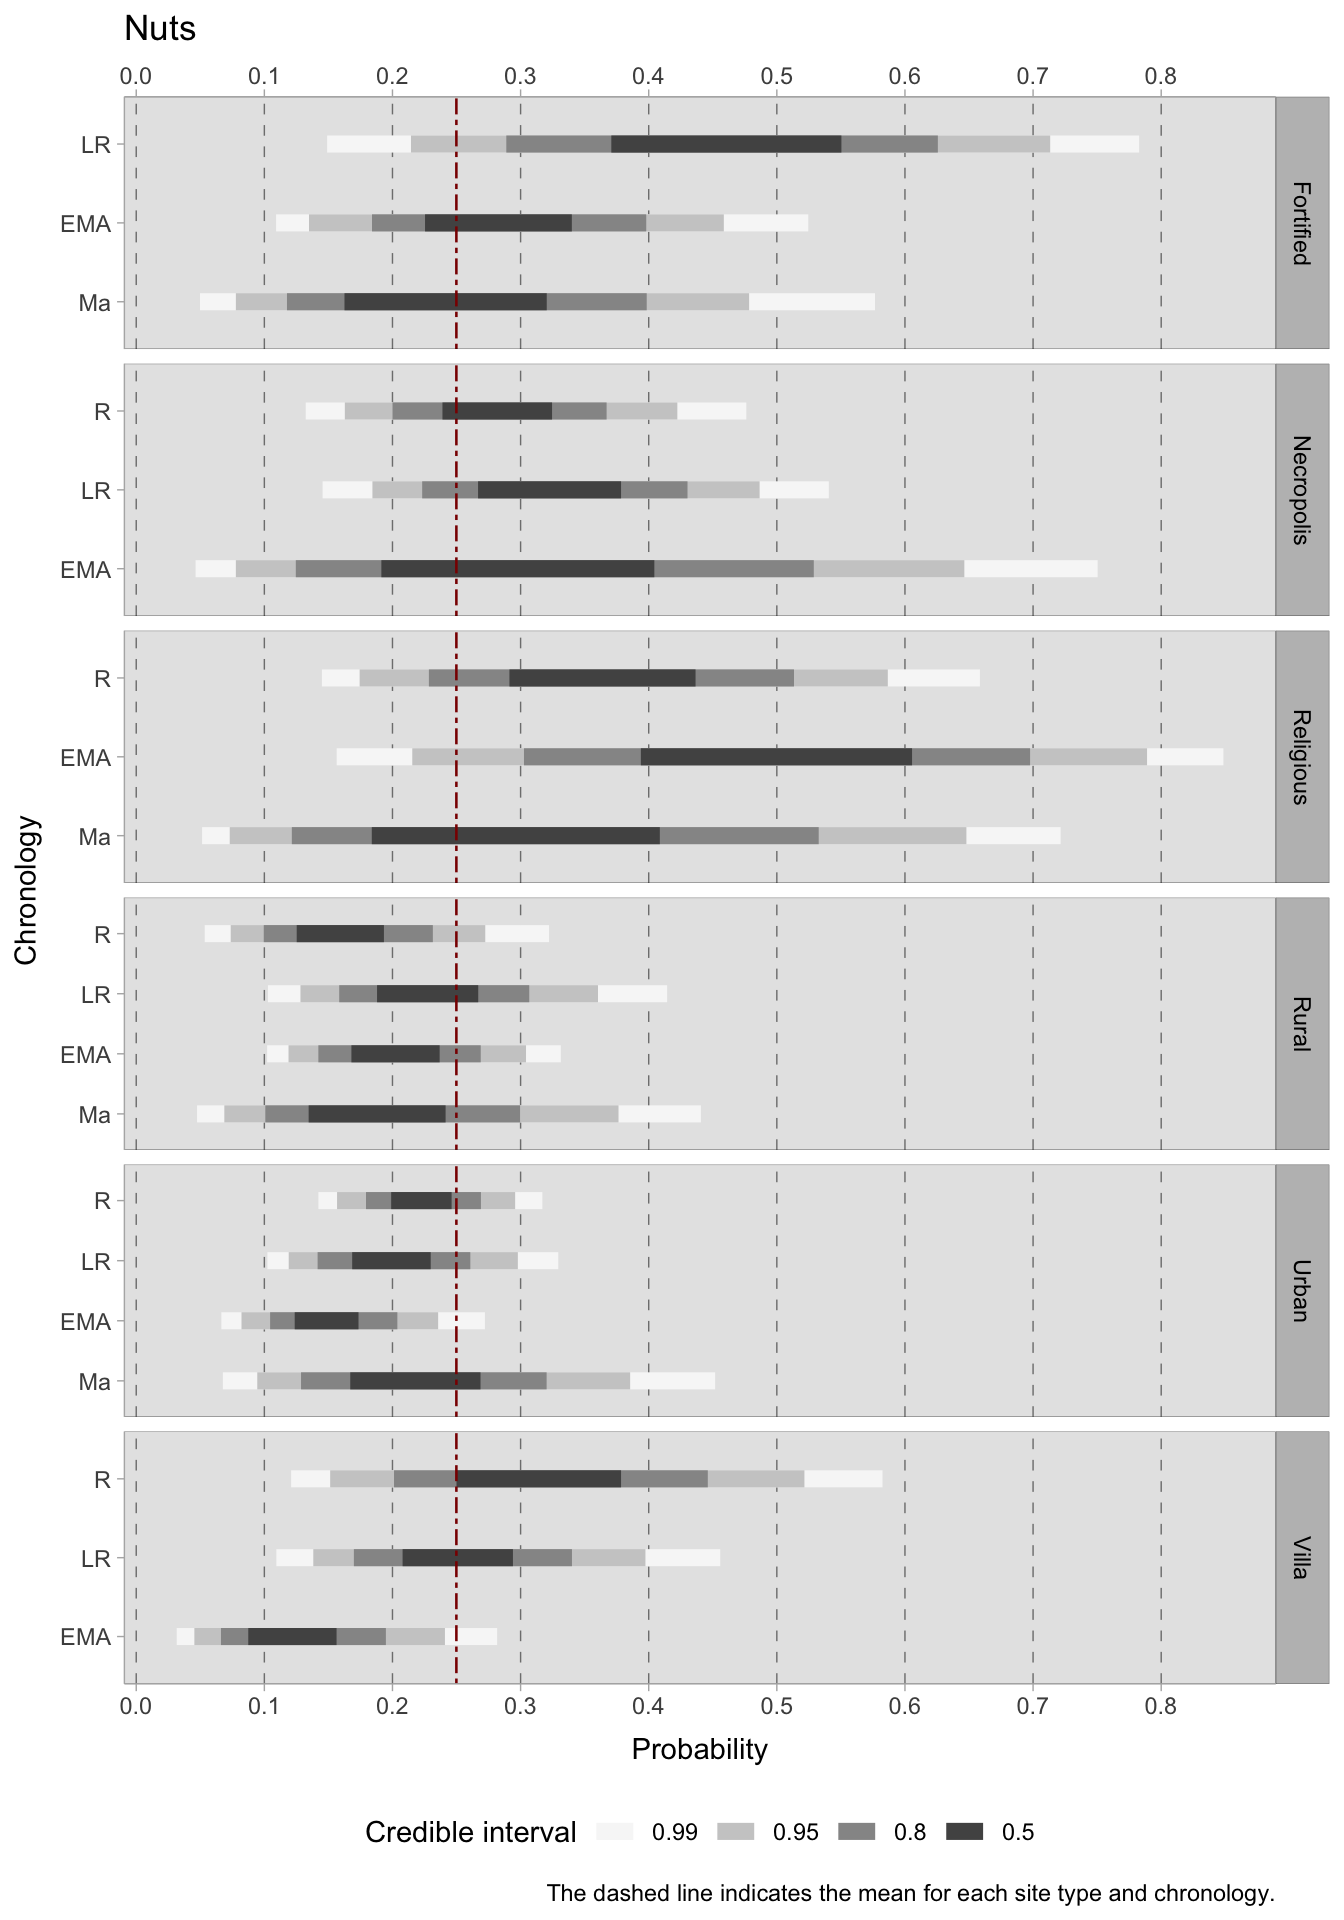 Nuts
0.0 0.1 0.2 0.3 0.4 0.5 0.6 0.7 0.8
LR
EMA
Ma
Fortified
R
LR
EMA
Necropolis
R
EMA
Ma
Religious
Chronology
R
LR
EMA
Ma
Rural
R
LR
EMA
Ma
Urban
R
LR
EMA
Villa
0.0 0.1 0.2 0.3 0.4 0.5 0.6 0.7 0.8
Probability
Credible interval 0.99 0.95 0.8 0.5
The dashed line indicates the mean for each site type and chronology.